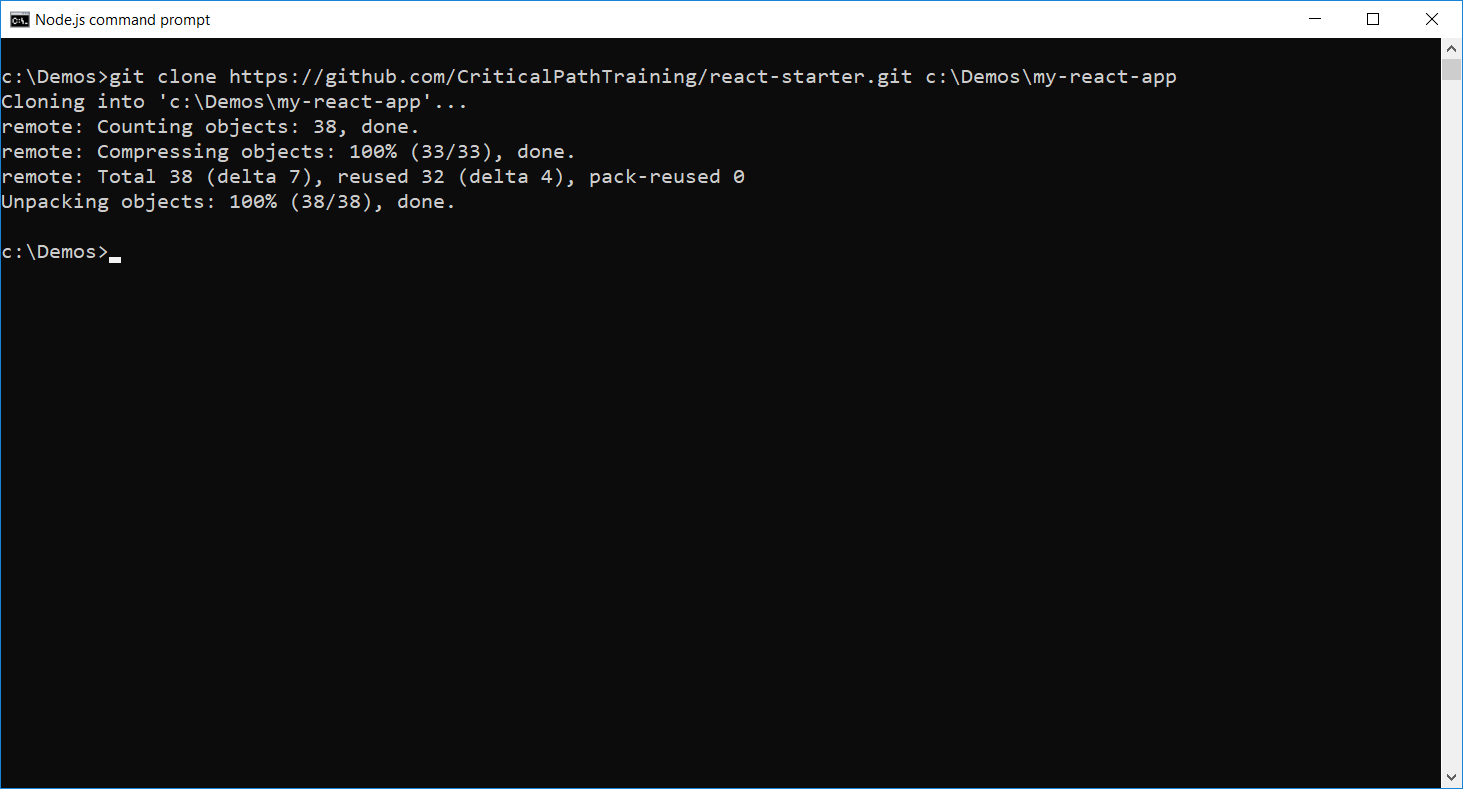 Node.js command prompt
c:\Demos>git clone https://github.com/CriticalPathTraining/react-starter.git c:\Demos\my-react-app
Cloning into 'c:\Demos\my-react-app'...
remote: Counting objects: 38, done.
remote: Compressing objects: 100% (33/33), done.
remote: Total 38 (delta 7), reused 32 (delta 4), pack-reused 0
Unpacking objects: 100% (38/38), done.
c:\Demos>